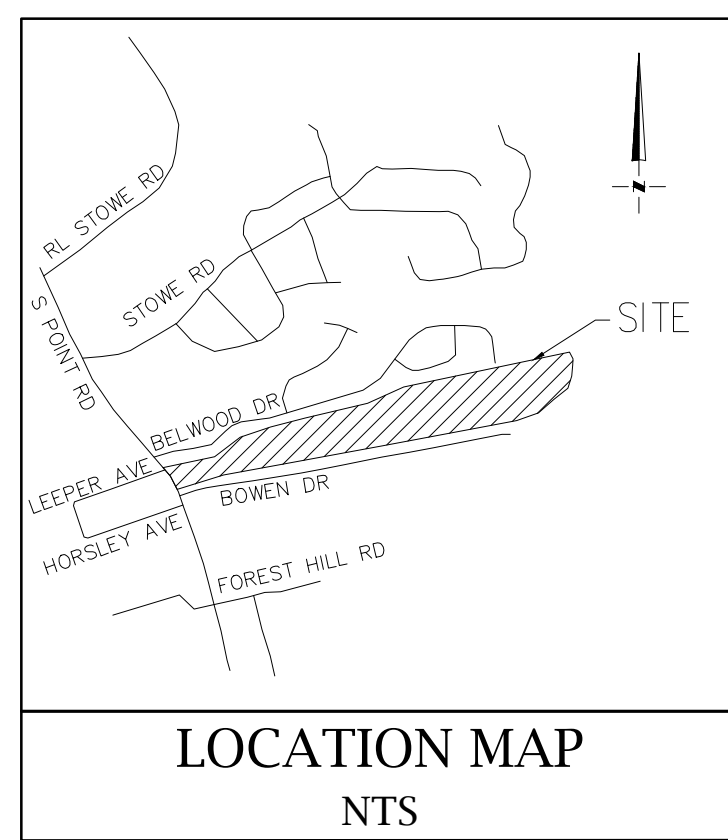 RL STOWE RD
STOWE RD
S POINT RD
SITE
BELWOOD DR
LEEPER AVE
BOWEN DR
HORSLEY AVE
FOREST HILL RD
N
LOCATION MAP
NTS